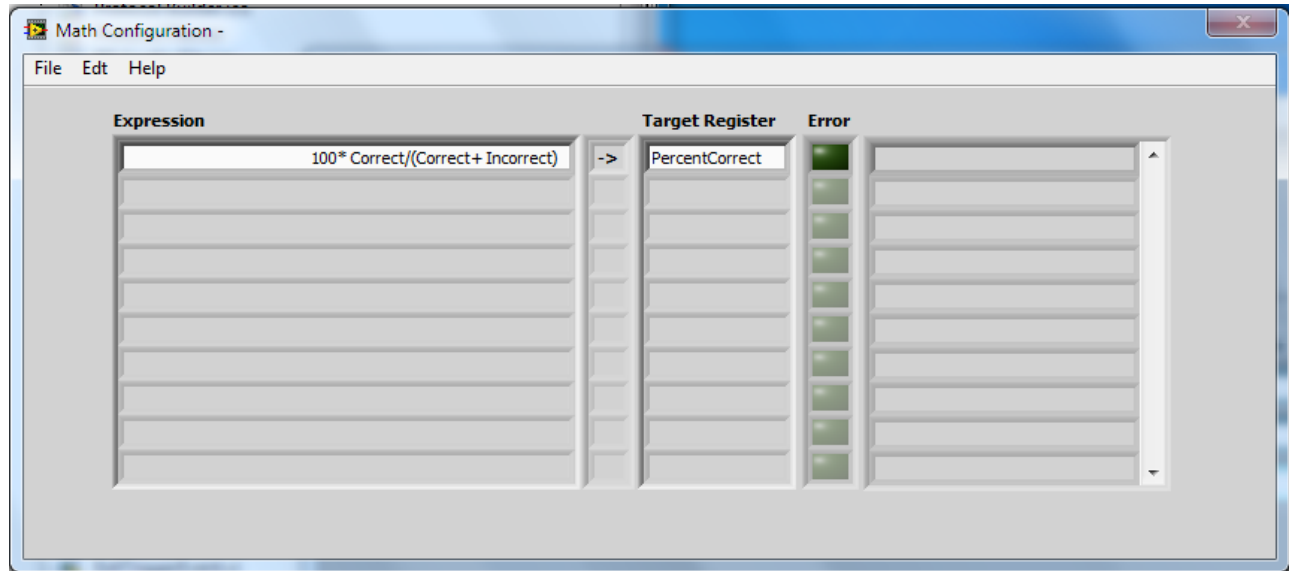 Math Configuration -
File Edt Help
Expression Target Register Error
100* Correct/(Correct+ Incorrect) -> PercentCorrect